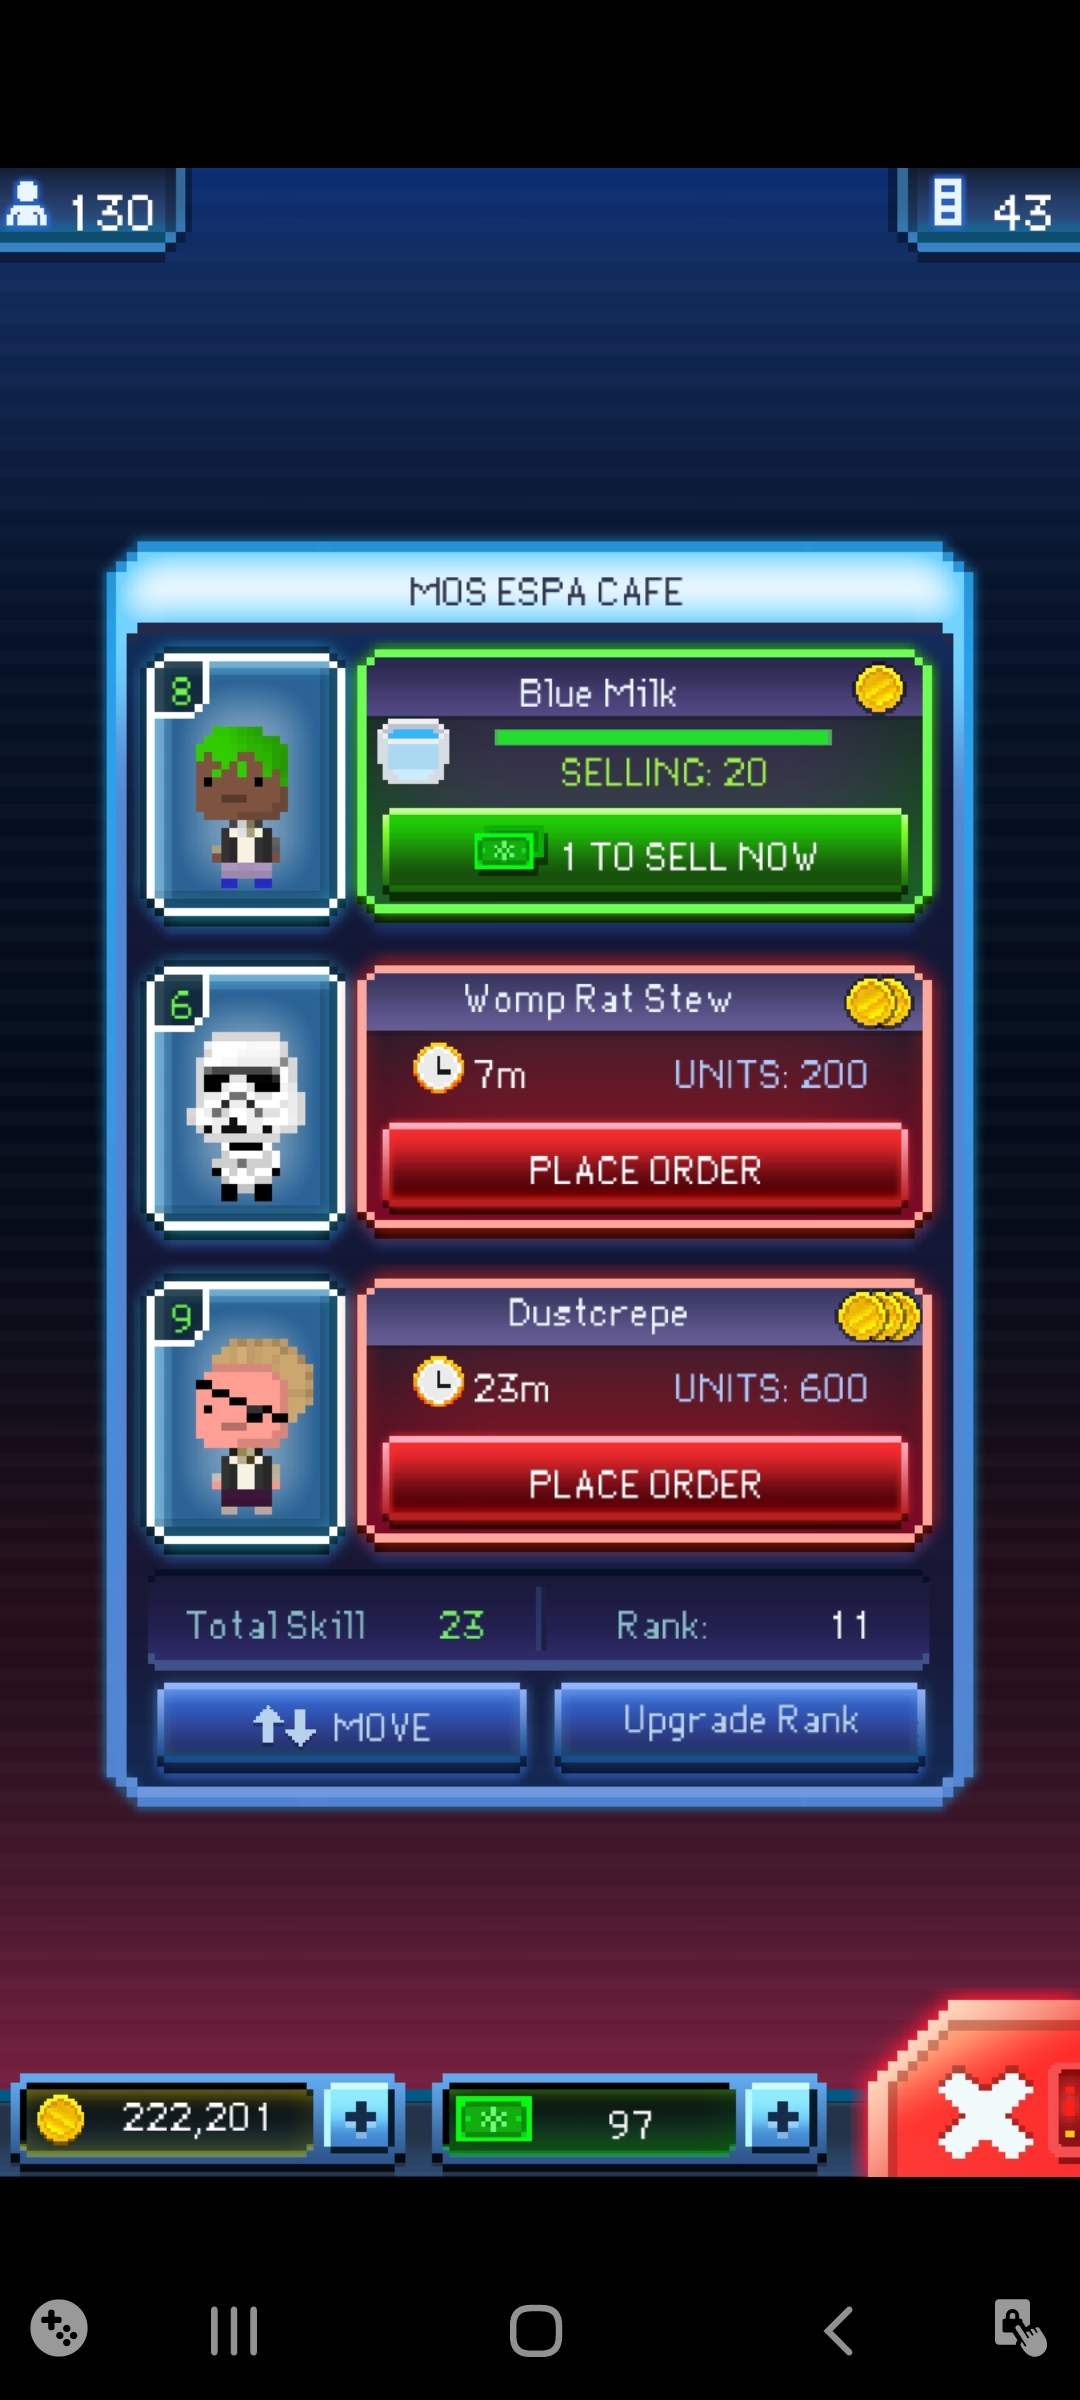 130
43
MOS ESPA CAFE
8
Blue Milk
SELLING: 20
1 TO SELL NOW
6
Womp Rat Stew
7m
UNITS: 200
PLACE ORDER
9
Dustcrepe
23m
UNITS: 600
PLACE ORDER
Total Skill 23
Rank: 11
MOVE
Upgrade Rank
222,201
97